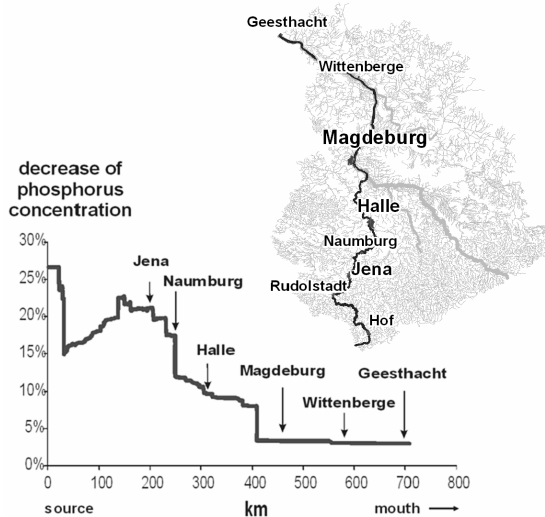 Geesthacht
Wittenberge
Magdeburg
Halle
Naumburg
Jena
Rudolstadt
Hof
decrease of
phosphorus
concentration
30%
25%
20%
15%
10%
5%
0%
Jena
Naumburg
Halle
Magdeburg
Wittenberge
Geesthacht
0 100 200 300 400 500 600 700 800
source km mouth